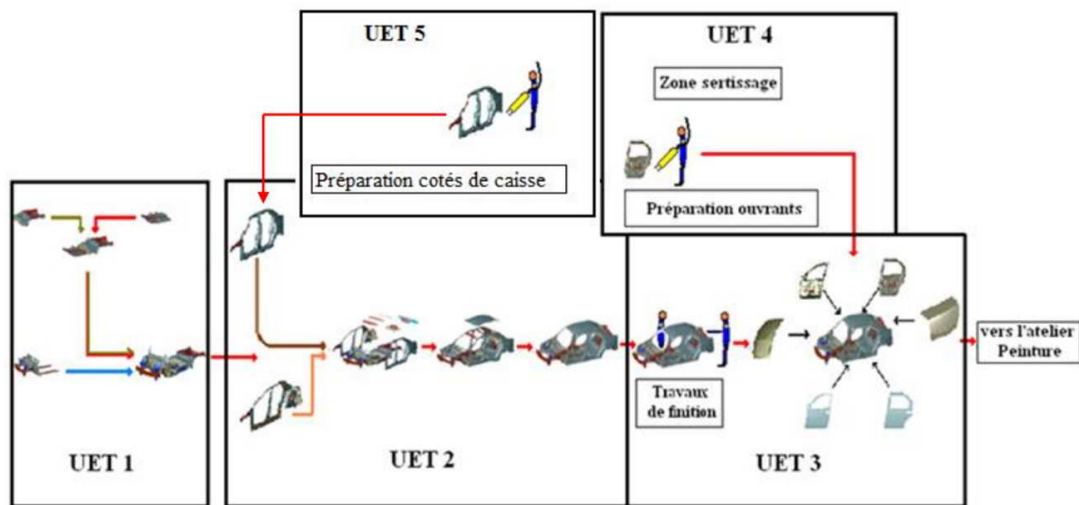 UET 5
UET 4
Zone sertissage
Préparation cotés de caisse
Préparation ouvrants
vers l'atelier
Peinture
Travaux
de finition
UET 1
UET 2
UET 3